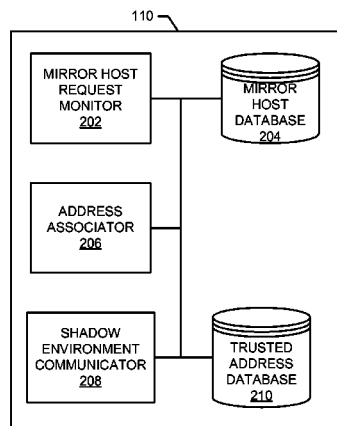 110
MIRROR HOST
REQUEST
MONITOR
202
MIRROR
HOST
DATABASE
204
ADDRESS
ASSOCIATOR
206
SHADOW
ENVIRONMENT
COMMUNICATOR
208
TRUSTED
ADDRESS
DATABASE
210